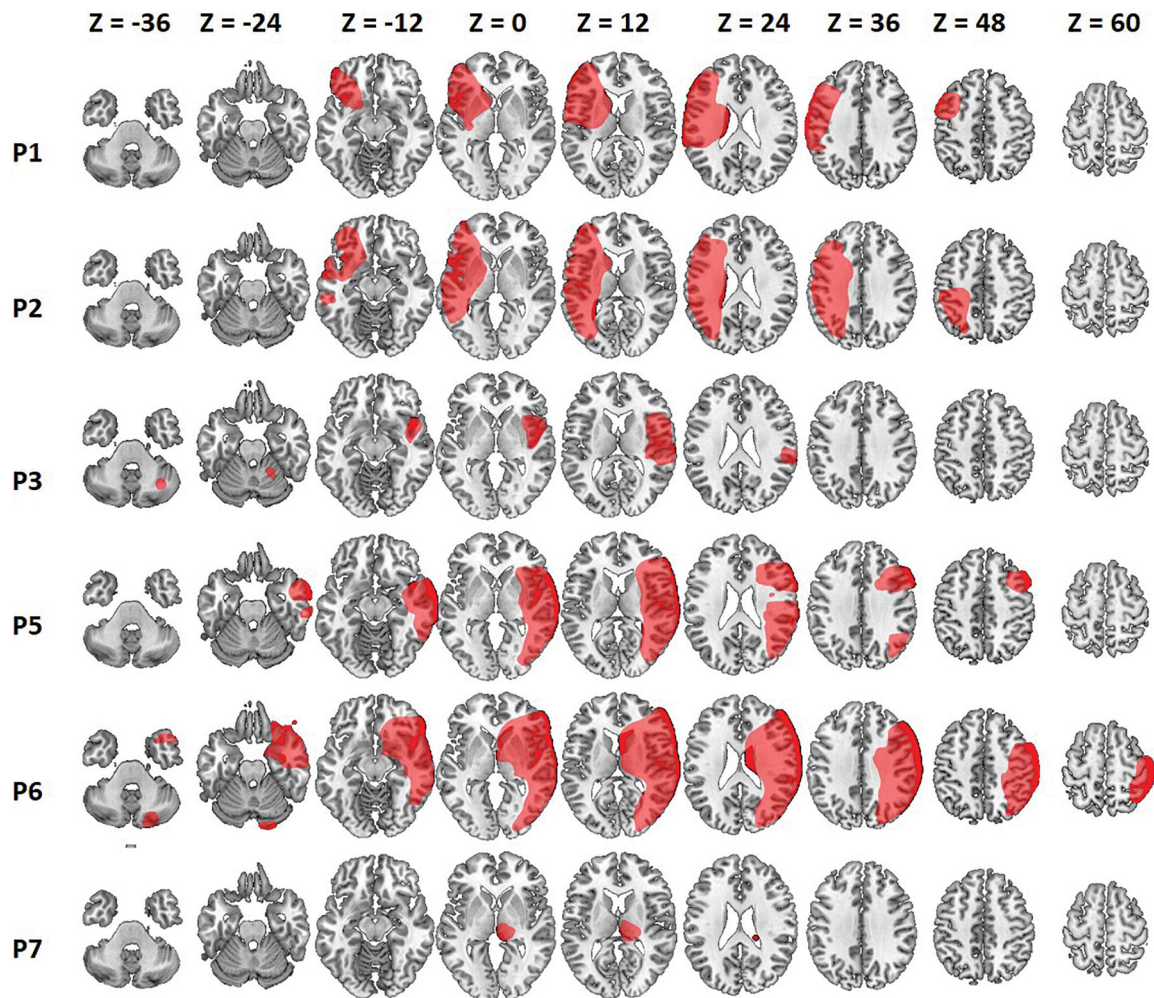 Z = -36 Z = -24 Z = -12 Z = 0 Z = 12 Z = 24 Z = 36 Z = 48 Z = 60
P1
P2
P3
P5
P6
P7